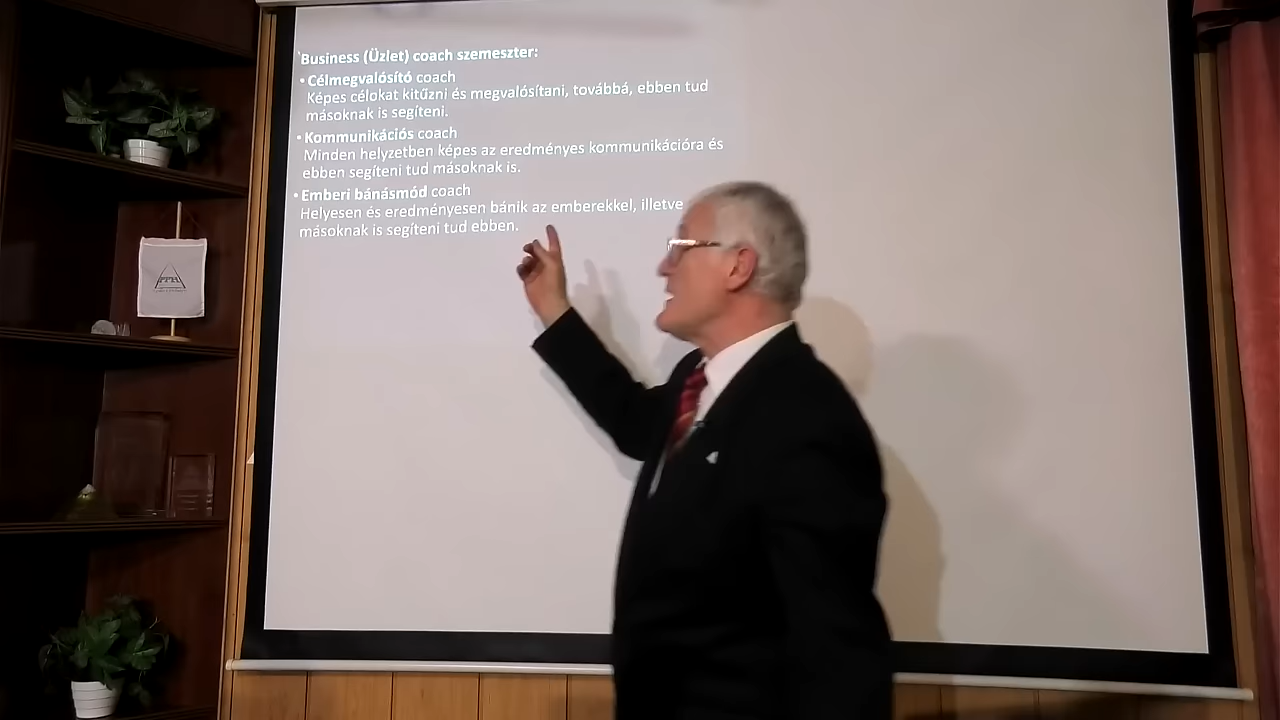 Business (Üzlet) coach szemeszter:
• Célmegvalósító coach
Képes célokat kitűzni és megvalósítani, továbbá, ebben tud
másoknak is segíteni.
• Kommunikációs coach
Minden helyzetben képes az eredményes kommunikációra és
ebben segíteni tud másoknak is.
• Emberi bánásmód coach
Helyesen és eredményesen bánik az emberekkel, illetve
másoknak is segíteni tud ebben.